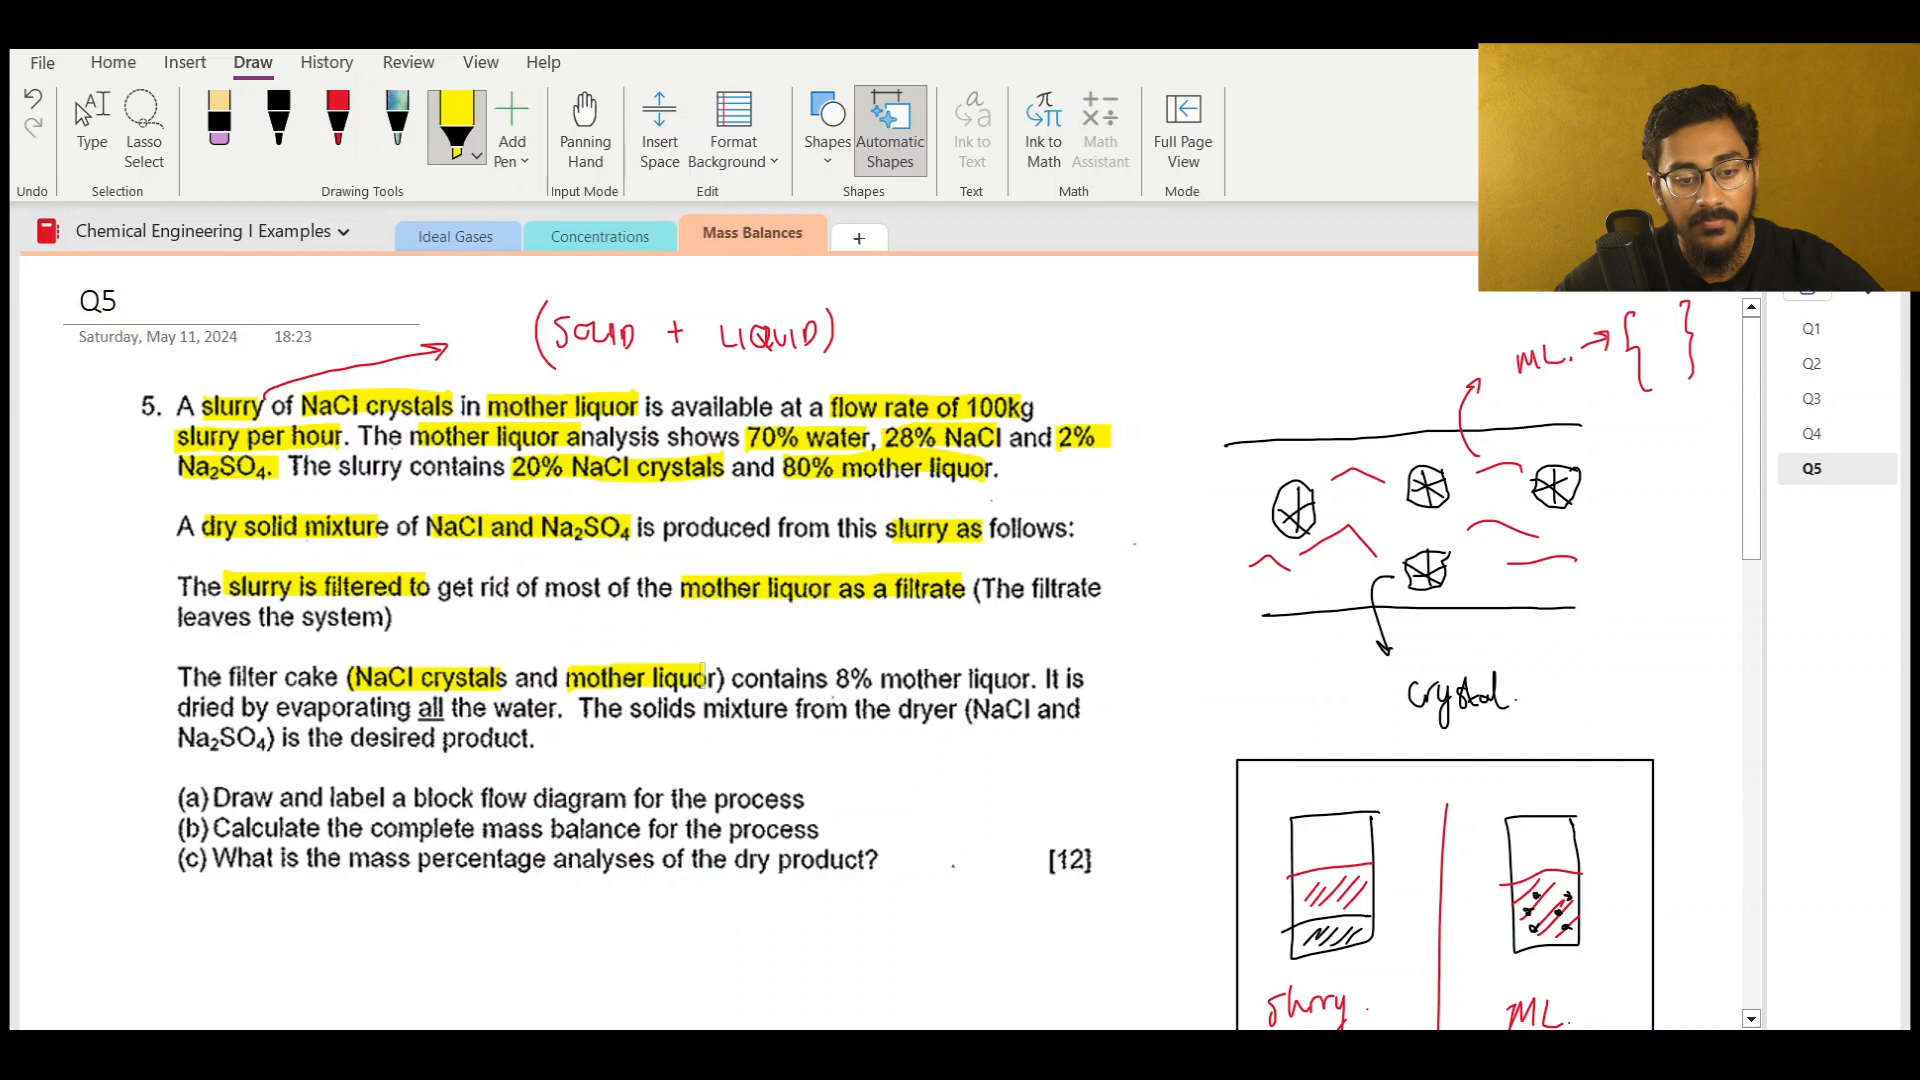 File Home Insert Draw History Review View Help
Type
Lasso Select
Add Pen
Panning Hand
Insert Space
Format Background
Shapes
Automatic Shapes
Ink to Text
Ink to Math
Math Assistant
Full Page View
Undo Selection Drawing Tools Input Mode Edit Shapes Text Math Mode
Chemical Engineering I Examples Ideal Gases Concentrations Mass Balances +
Q5
Saturday, May 11, 2024 18:23
(SOLID + LIQUID)
ML. → { }
5. A slurry of NaCl crystals in mother liquor is available at a flow rate of 100kg
slurry per hour. The mother liquor analysis shows 70% water, 28% NaCl and 2%
Na₂SO₄. The slurry contains 20% NaCl crystals and 80% mother liquor.
A dry solid mixture of NaCl and Na₂SO₄ is produced from this slurry as follows:
The slurry is filtered to get rid of most of the mother liquor as a filtrate (The filtrate
leaves the system)
The filter cake (NaCl crystals and mother liquor) contains 8% mother liquor. It is
dried by evaporating all the water. The solids mixture from the dryer (NaCl and
Na₂SO₄) is the desired product.
(a) Draw and label a block flow diagram for the process
(b) Calculate the complete mass balance for the process
(c) What is the mass percentage analyses of the dry product? [12]
crystal.
slurry.
ML.
Q1
Q2
Q3
Q4
Q5